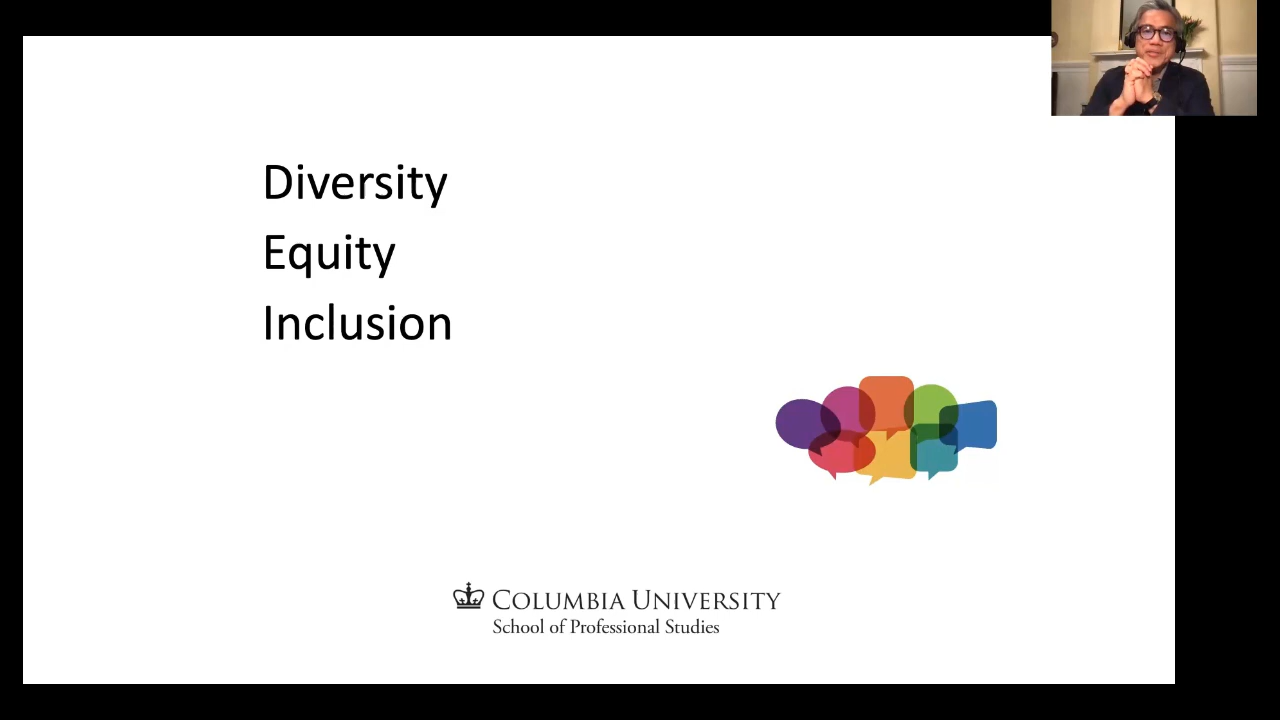 Diversity
Equity
Inclusion
COLUMBIA UNIVERSITY
School of Professional Studies